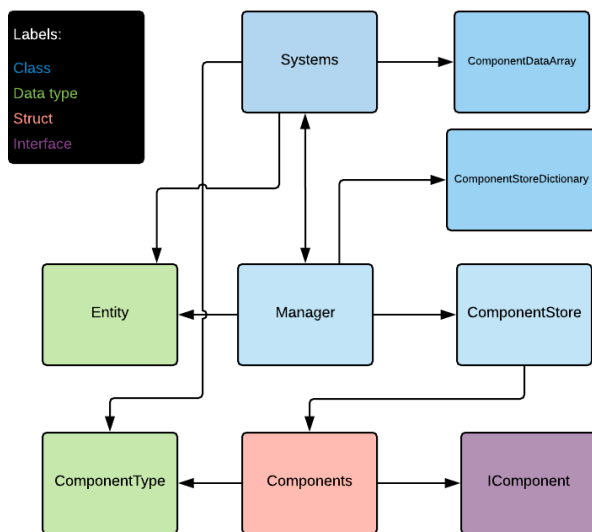 Labels:
Class
Data type
Struct
Interface
Systems
ComponentDataArray
ComponentStoreDictionary
Entity
Manager
ComponentStore
ComponentType
Components
IComponent